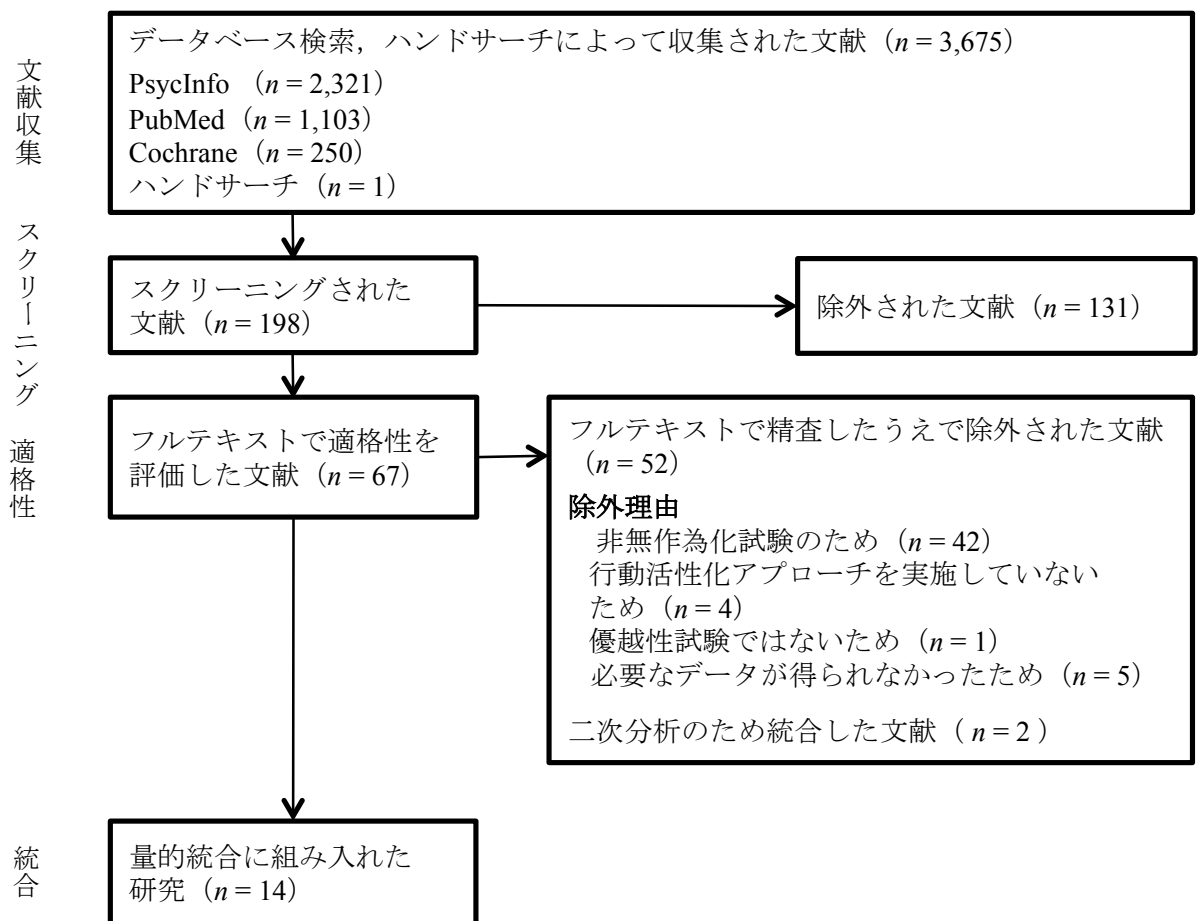 文献収集
データベース検索，ハンドサーチによって収集された文献（n = 3,675）
PsycInfo （n = 2,321）
PubMed（n = 1,103）
Cochrane（n = 250）
ハンドサーチ（n = 1）
スクリーニング
スクリーニングされた
文献（n = 198）
除外された文献（n = 131）
適格性
フルテキストで適格性を
評価した文献（n = 67）
フルテキストで精査したうえで除外された文献
（n = 52）
除外理由
非無作為化試験のため（n = 42）
行動活性化アプローチを実施していない
ため（n = 4）
優越性試験ではないため（n = 1）
必要なデータが得られなかったため（n = 5）
二次分析のため統合した文献（ n = 2 ）
統合
量的統合に組み入れた
研究（n = 14）